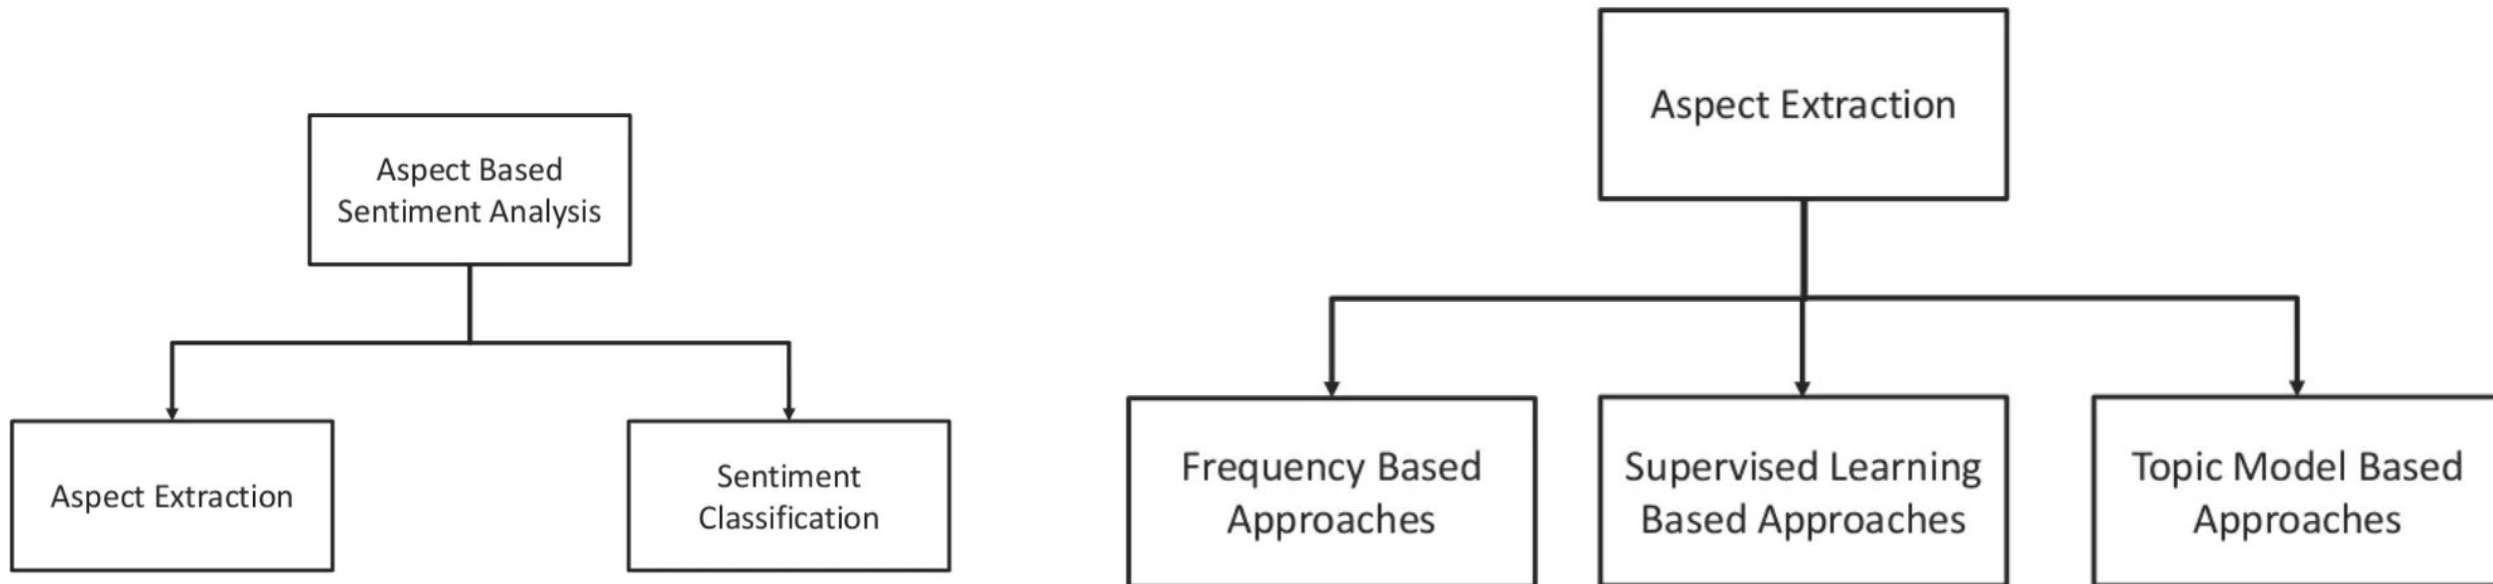 Aspect Based
Sentiment Analysis
Aspect Extraction
Sentiment
Classification
Aspect Extraction
Frequency Based
Approaches
Supervised Learning
Based Approaches
Topic Model Based
Approaches